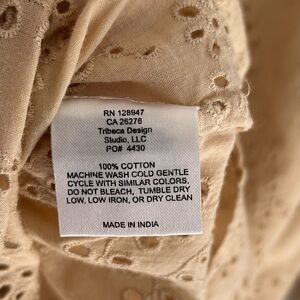 RN 128947
CA 26278
Tribeca Design
Studio, LLC
PO# 4430
100% COTTON
MACHINE WASH COLD GENTLE
CYCLE WITH SIMILAR COLORS,
DO NOT BLEACH, TUMBLE DRY
LOW, LOW IRON, OR DRY CLEAN
MADE IN INDIA